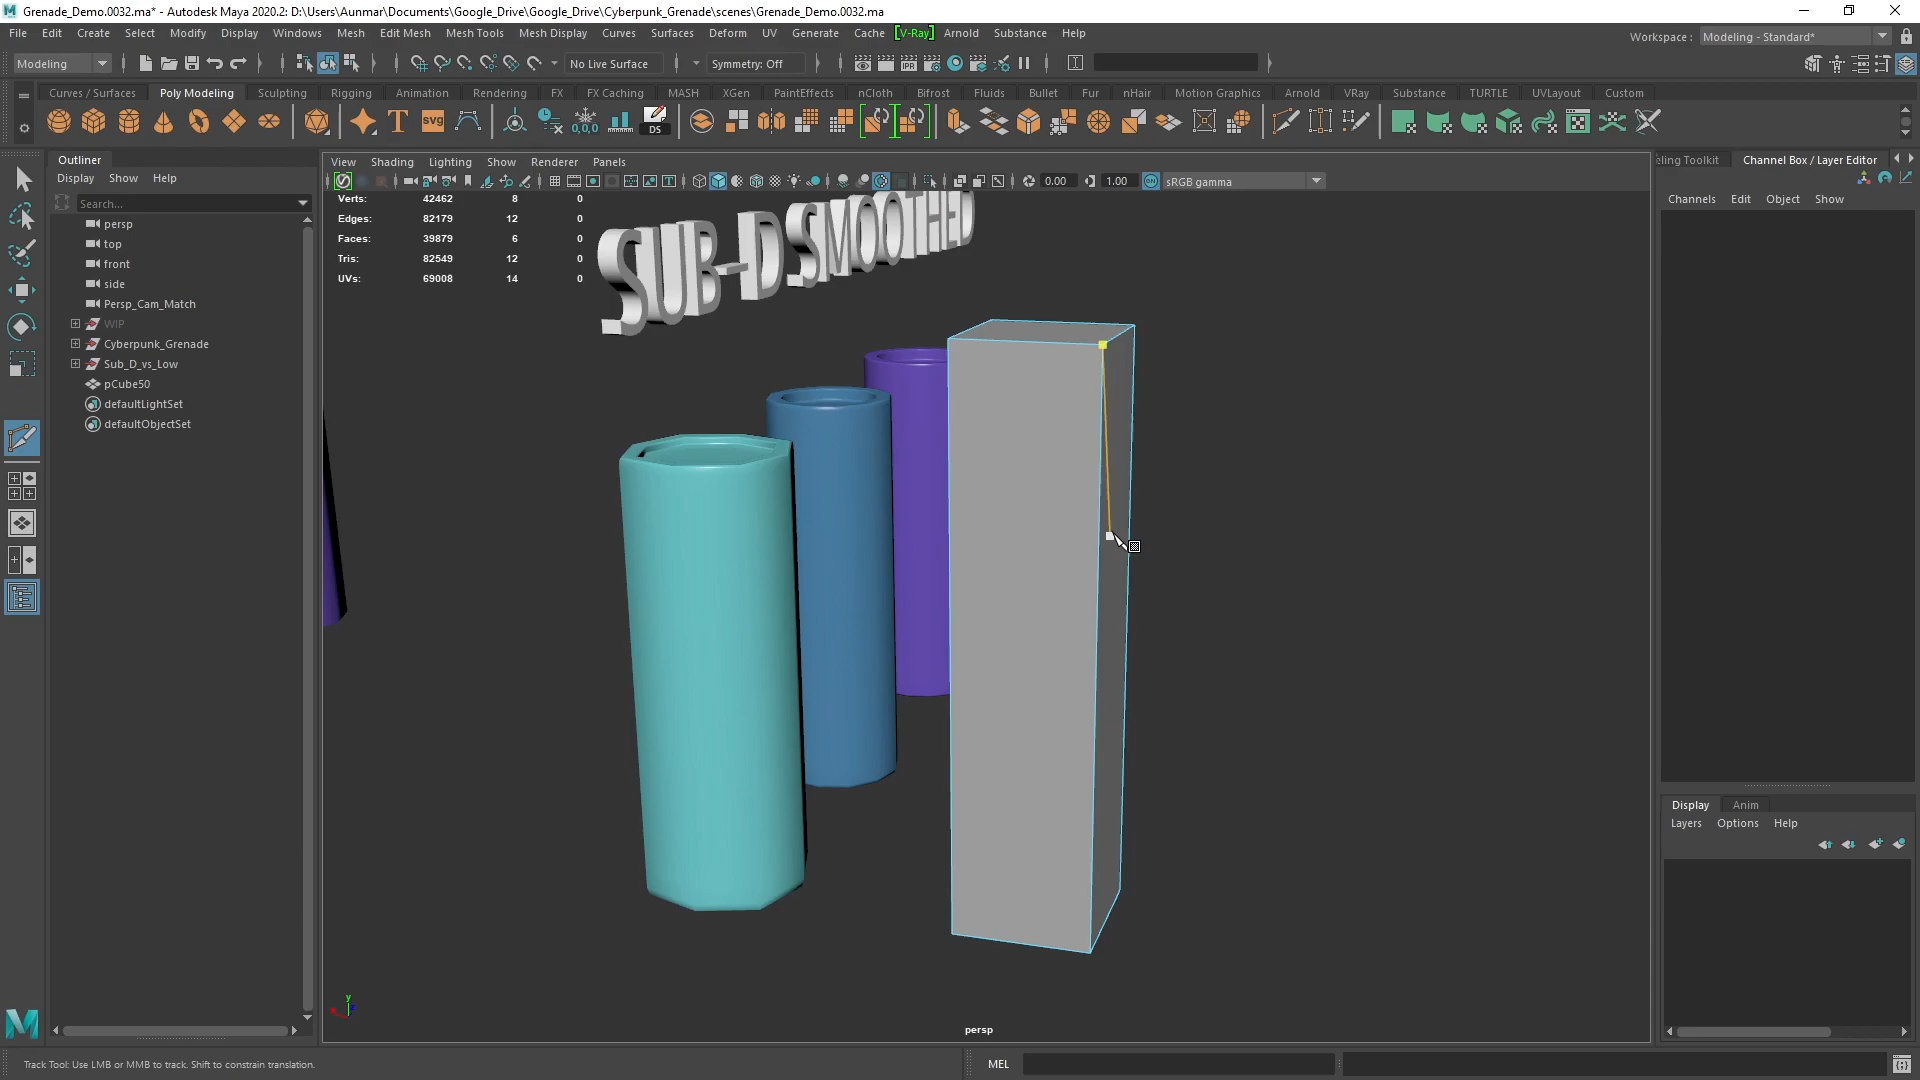 Grenade_Demo.0032.ma* - Autodesk Maya 2020.2: D:\Users\Aunmar\Documents\Google_Drive\Google_Drive\Cyberpunk_Grenade\scenes\Grenade_Demo.0032.ma
File Edit Create Select Modify Display Windows Mesh Edit Mesh Mesh Tools Mesh Display Curves Surfaces Deform UV Generate Cache [V-Ray] Arnold Substance Help
Workspace : Modeling - Standard*
Modeling No Live Surface Symmetry: Off
Curves / Surfaces Poly Modeling Sculpting Rigging Animation Rendering FX FX Caching MASH XGen PaintEffects nCloth Bifrost Fluids Bullet Fur nHair Motion Graphics Arnold VRay Substance TURTLE UVLayout Custom
T SVG 0,0,0 DS
Outliner
Display Show Help
Search...
persp
top
front
side
Persp_Cam_Match
WIP
Cyberpunk_Grenade
Sub_D_vs_Low
pCube50
defaultLightSet
defaultObjectSet
View Shading Lighting Show Renderer Panels
0.00 1.00 ON sRGB gamma
Verts: 42462 8 0
Edges: 82179 12 0
Faces: 39879 6 0
Tris: 82549 12 0
UVs: 69008 14 0
SUB-D SMOOTHED
y
z
persp
eling Toolkit Channel Box / Layer Editor
Channels Edit Object Show
Display Anim
Layers Options Help
Track Tool: Use LMB or MMB to track. Shift to constrain translation.
MEL